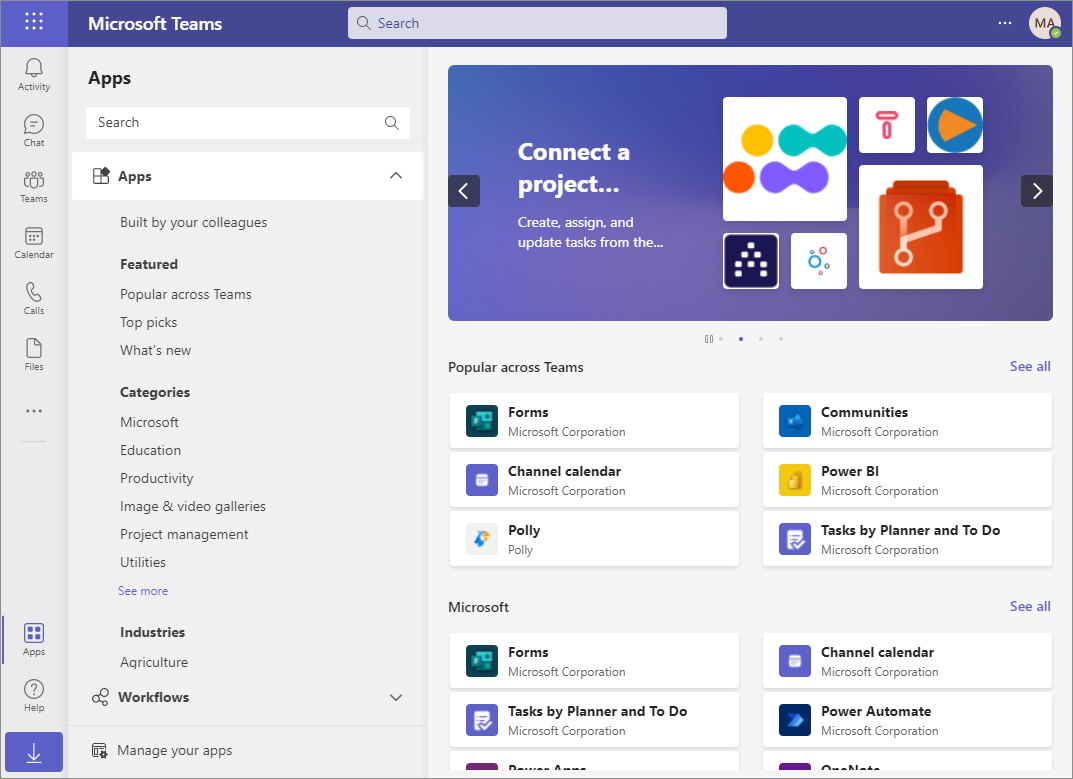 Microsoft Teams
Search
MA
Activity
Chat
Teams
Calendar
Calls
Files
Apps
Help
Apps
Search
Apps
Built by your colleagues
Featured
Popular across Teams
Top picks
What's new
Categories
Microsoft
Education
Productivity
Image & video galleries
Project management
Utilities
See more
Industries
Agriculture
Workflows
Manage your apps
Connect a
project...
Create, assign, and
update tasks from the...
Popular across Teams
See all
Forms
Microsoft Corporation
Communities
Microsoft Corporation
Channel calendar
Microsoft Corporation
Power BI
Microsoft Corporation
Polly
Polly
Tasks by Planner and To Do
Microsoft Corporation
Microsoft
See all
Forms
Microsoft Corporation
Channel calendar
Microsoft Corporation
Tasks by Planner and To Do
Microsoft Corporation
Power Automate
Microsoft Corporation
Power Apps
OneNote